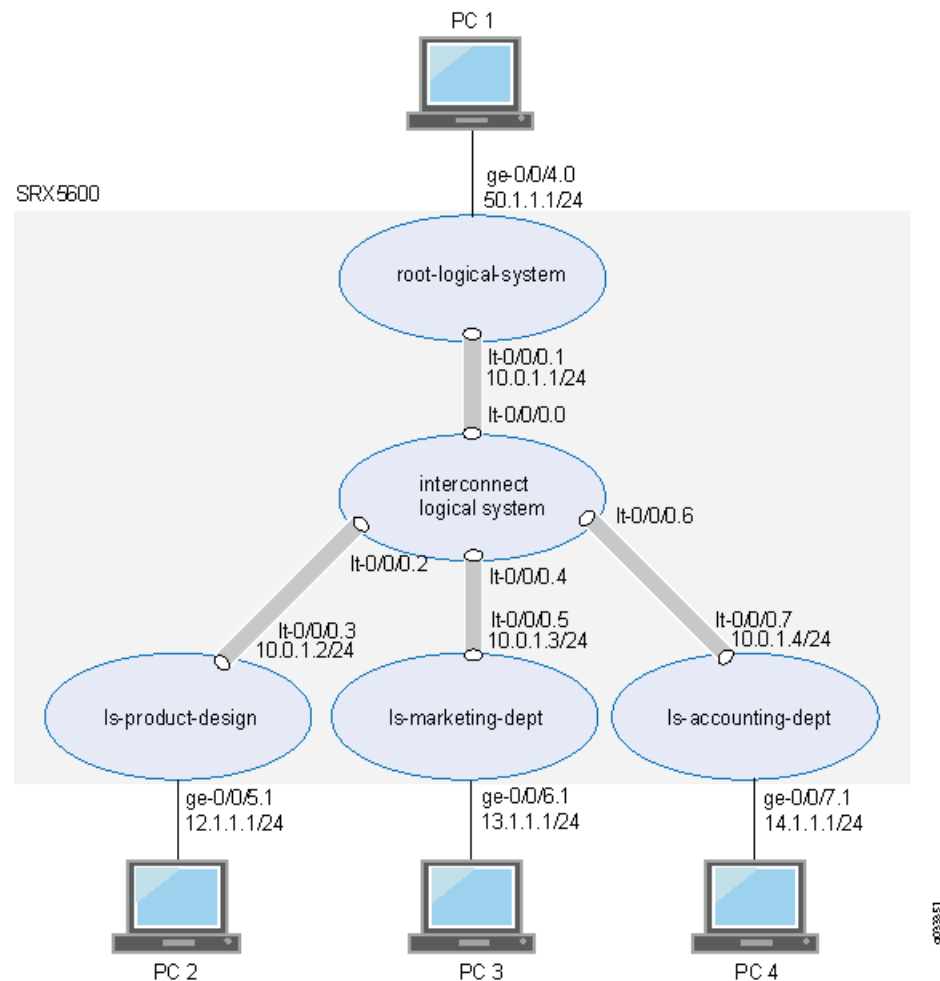 PC 1
ge-0/0/4.0
50.1.1.1/24
SRX5600
root-logical-system
lt-0/0/0.1
10.0.1.1/24
lt-0/0/0.0
interconnect
logical system
lt-0/0/0.6
lt-0/0/0.2
lt-0/0/0.4
lt-0/0/0.3
10.0.1.2/24
lt-0/0/0.5
10.0.1.3/24
lt-0/0/0.7
10.0.1.4/24
ls-product-design
ls-marketing-dept
ls-accounting-dept
ge-0/0/5.1
12.1.1.1/24
ge-0/0/6.1
13.1.1.1/24
ge-0/0/7.1
14.1.1.1/24
PC 2
PC 3
PC 4